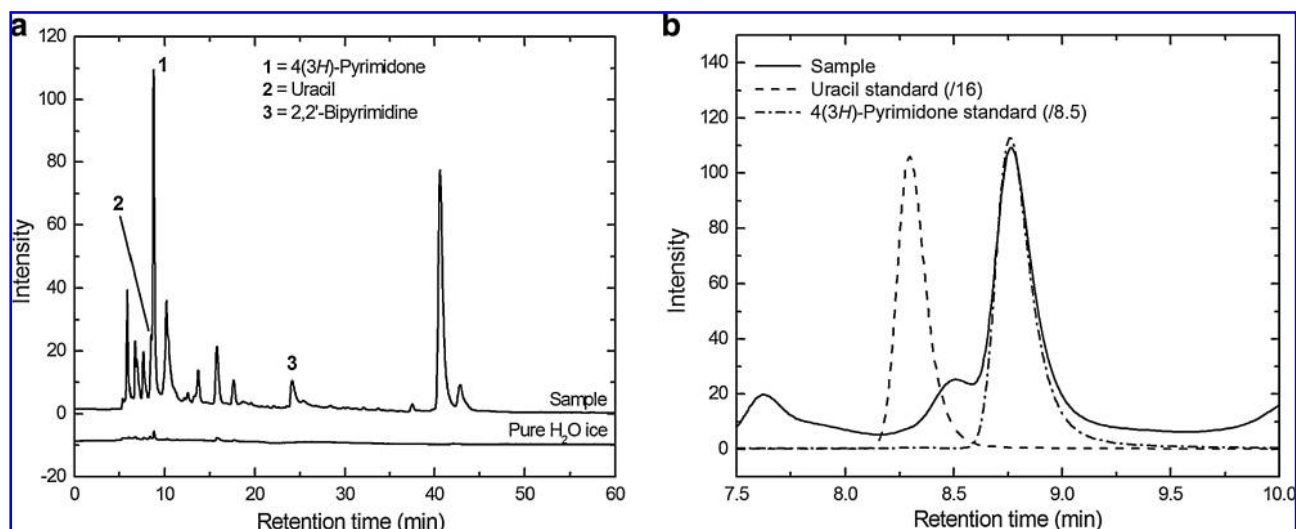 a
120
100
80
60
40
20
0
-20
Intensity
1
1 = 4(3H)-Pyrimidone
2 = Uracil
3 = 2,2'-Bipyrimidine
2
3
Sample
Pure H₂O ice
0 10 20 30 40 50 60
Retention time (min)
b
140
120
100
80
60
40
20
0
Intensity
Sample
Uracil standard (/16)
4(3H)-Pyrimidone standard (/8.5)
7.5 8.0 8.5 9.0 9.5 10.0
Retention time (min)